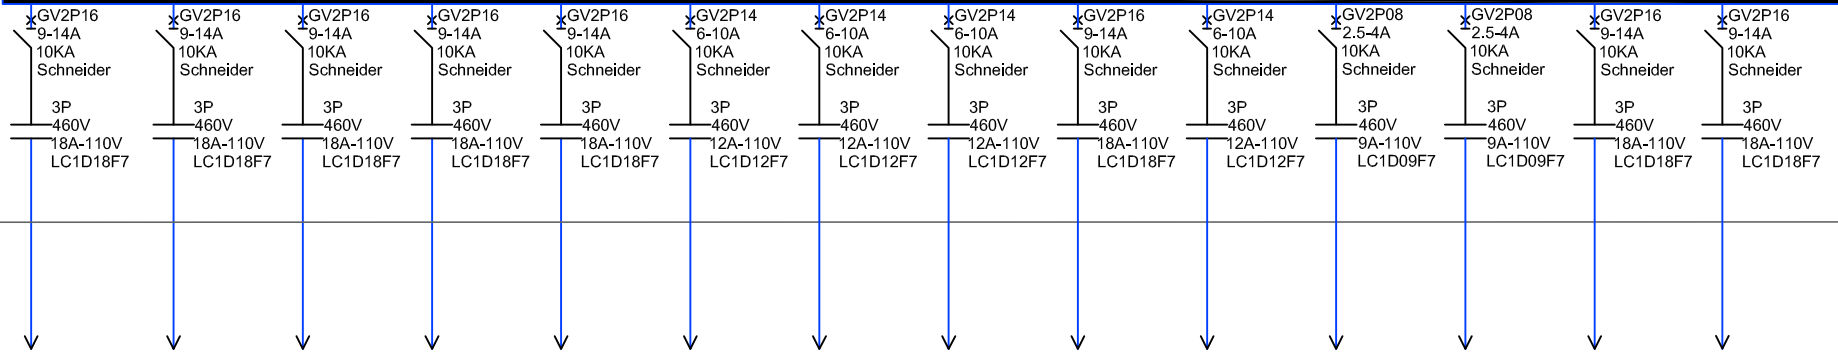 GV2P16
9-14A
10KA
Schneider
3P
460V
18A-110V
LC1D18F7
GV2P16
9-14A
10KA
Schneider
3P
460V
18A-110V
LC1D18F7
GV2P16
9-14A
10KA
Schneider
3P
460V
18A-110V
LC1D18F7
GV2P16
9-14A
10KA
Schneider
3P
460V
18A-110V
LC1D18F7
GV2P16
9-14A
10KA
Schneider
3P
460V
18A-110V
LC1D18F7
GV2P14
6-10A
10KA
Schneider
3P
460V
12A-110V
LC1D12F7
GV2P14
6-10A
10KA
Schneider
3P
460V
12A-110V
LC1D12F7
GV2P14
6-10A
10KA
Schneider
3P
460V
12A-110V
LC1D12F7
GV2P16
9-14A
10KA
Schneider
3P
460V
18A-110V
LC1D18F7
GV2P14
6-10A
10KA
Schneider
3P
460V
12A-110V
LC1D12F7
GV2P08
2.5-4A
10KA
Schneider
3P
460V
9A-110V
LC1D09F7
GV2P08
2.5-4A
10KA
Schneider
3P
460V
9A-110V
LC1D09F7
GV2P16
9-14A
10KA
Schneider
3P
460V
18A-110V
LC1D18F7
GV2P16
9-14A
10KA
Schneider
3P
460V
18A-110V
LC1D18F7